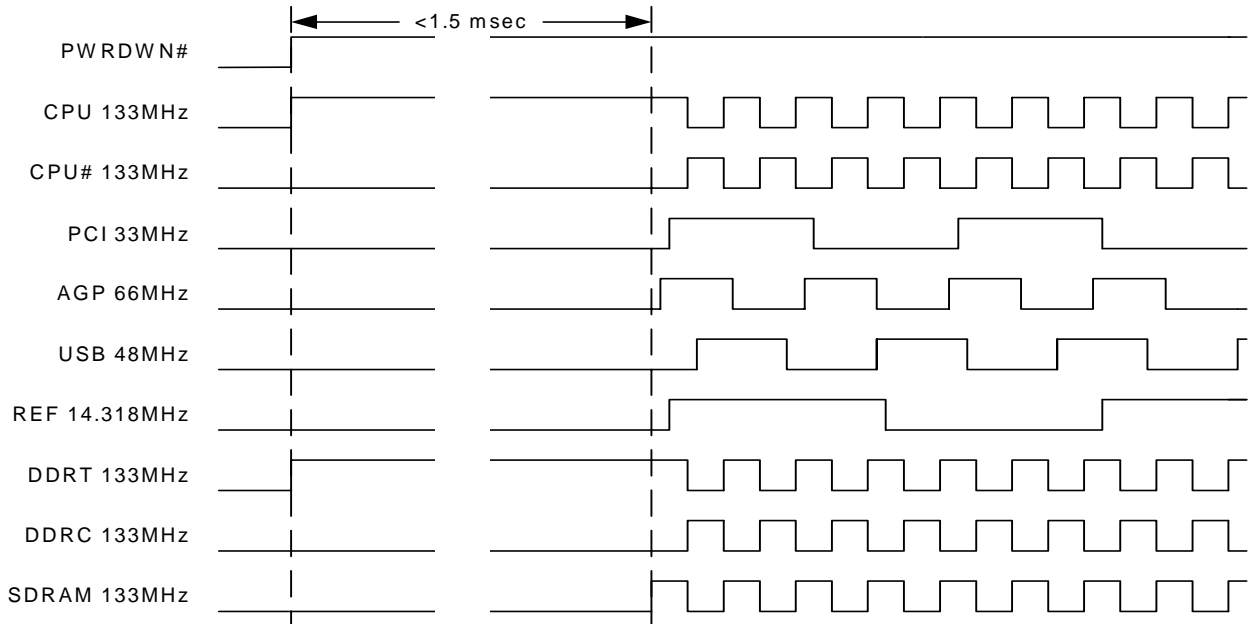 <1.5 msec
PWRDWN#
CPU 133MHz
CPU# 133MHz
PCI 33MHz
AGP 66MHz
USB 48MHz
REF 14.318MHz
DDRT 133MHz
DDRC 133MHz
SDRAM 133MHz